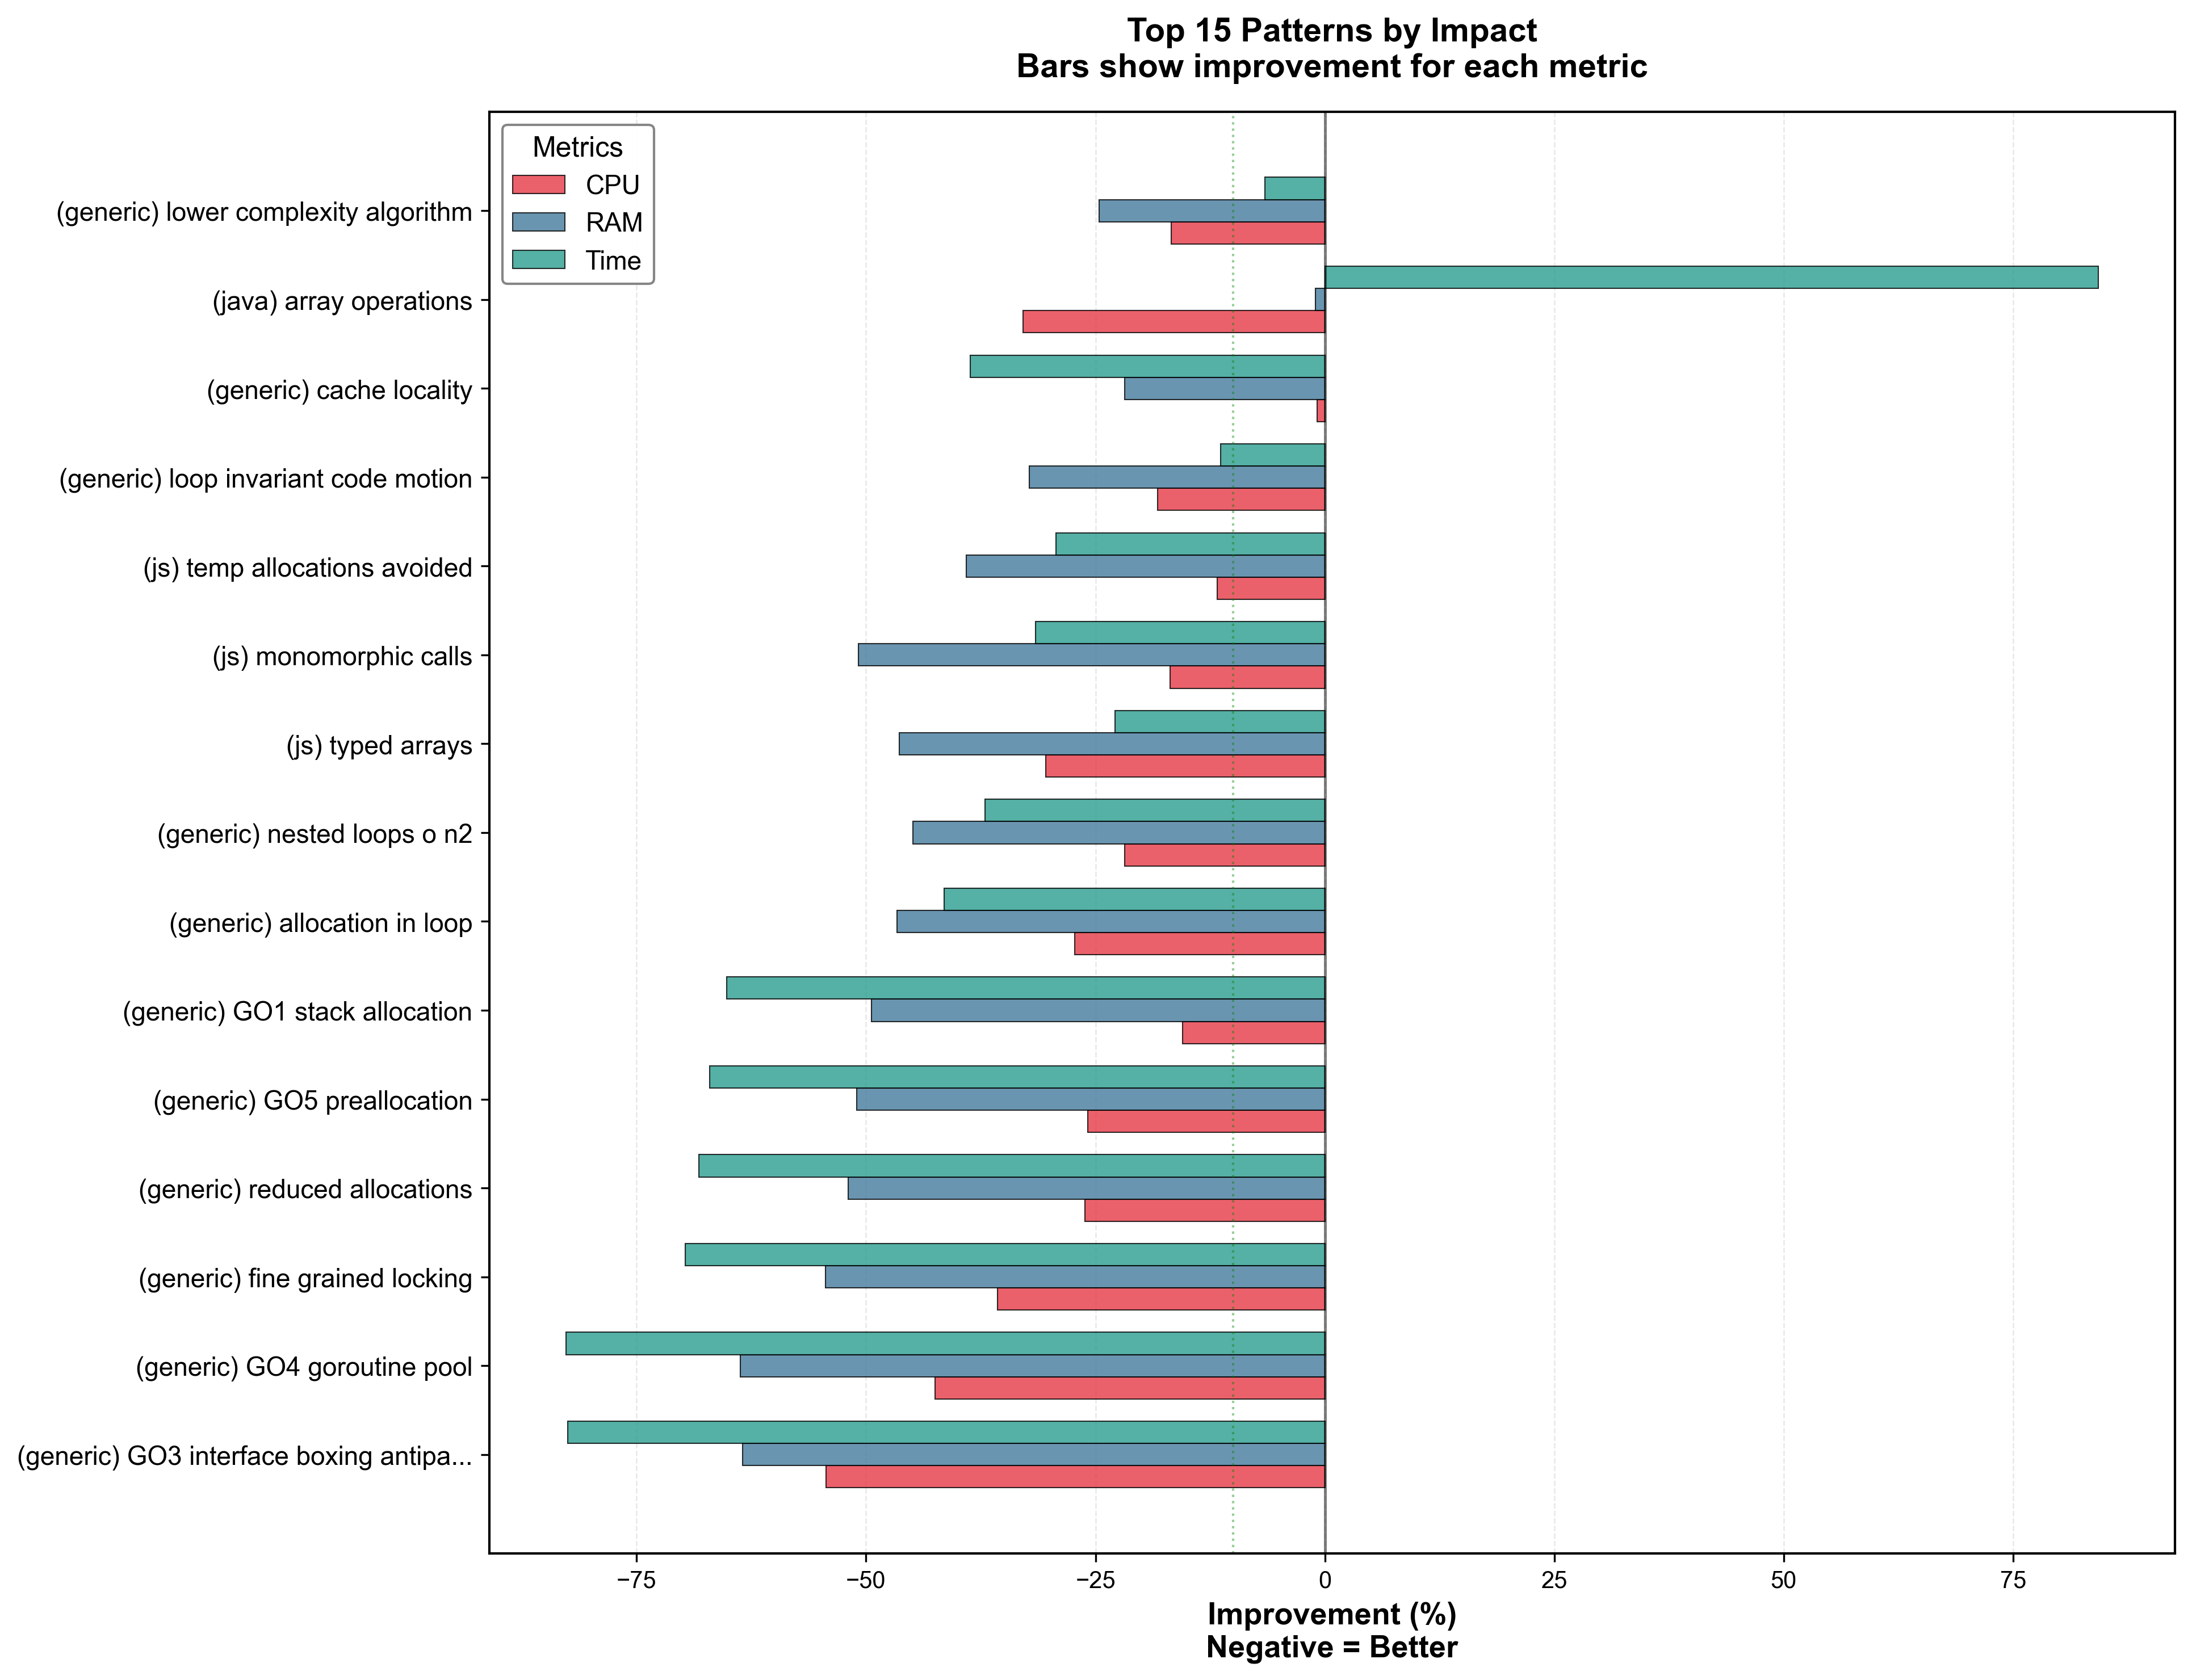 Top 15 Patterns by Impact
Bars show improvement for each metric
Metrics
CPU
RAM
Time
(generic) lower complexity algorithm
(java) array operations
(generic) cache locality
(generic) loop invariant code motion
(js) temp allocations avoided
(js) monomorphic calls
(js) typed arrays
(generic) nested loops o n2
(generic) allocation in loop
(generic) GO1 stack allocation
(generic) GO5 preallocation
(generic) reduced allocations
(generic) fine grained locking
(generic) GO4 goroutine pool
(generic) GO3 interface boxing antipa...
−75 −50 −25 0 25 50 75
Improvement (%)
Negative = Better